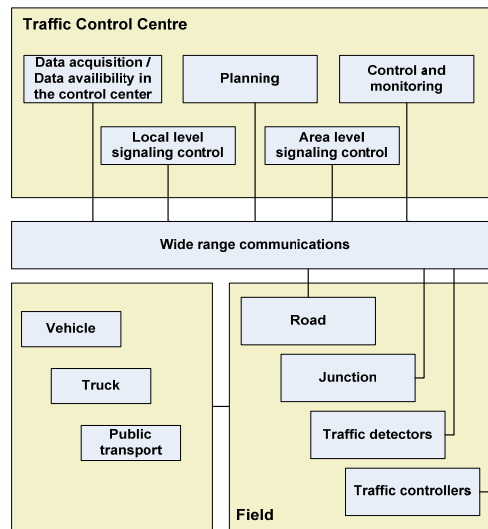 Traffic Control Centre
Data acquisition /
Data availibility in
the control center
Planning
Control and
monitoring
Local level
signaling control
Area level
signaling control
Wide range communications
Vehicle
Truck
Public
transport
Road
Junction
Traffic detectors
Traffic controllers
Field